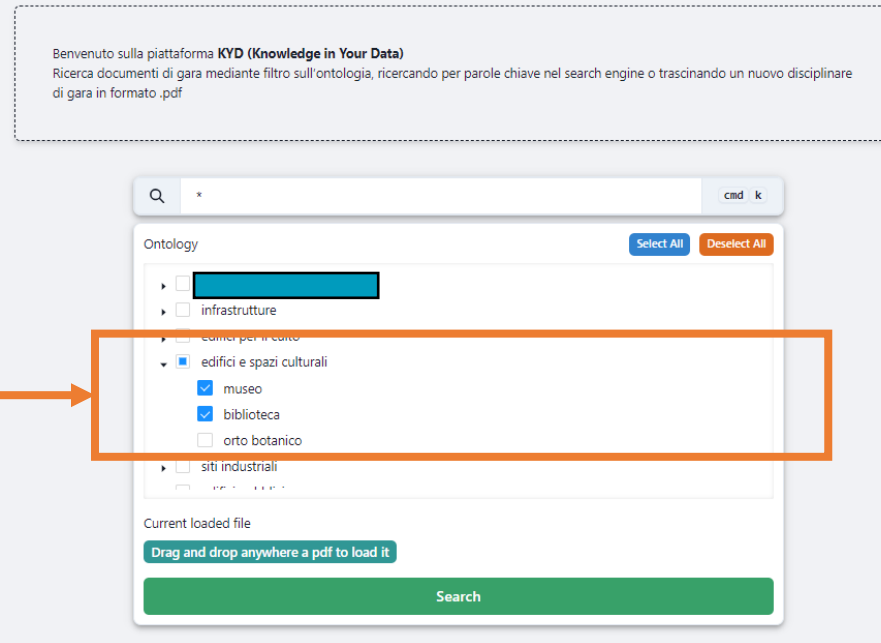 Benvenuto sulla piattaforma KYD (Knowledge in Your Data)
Ricerca documenti di gara mediante filtro sull'ontologia, ricercando per parole chiave nel search engine o trascinando un nuovo disciplinare
di gara in formato .pdf
* cmd k
Ontology Select All Deselect All
infrastrutture
edifici per il culto
edifici e spazi culturali
museo
biblioteca
orto botanico
siti industriali
Current loaded file
Drag and drop anywhere a pdf to load it
Search